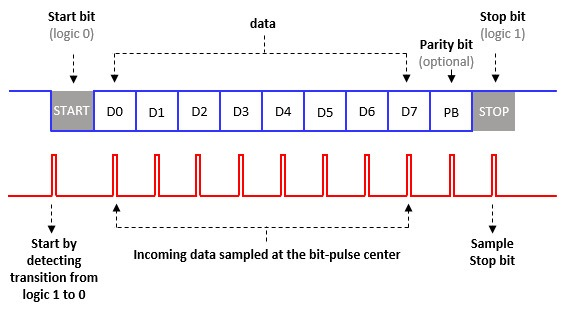 Start bit
(logic 0)
data
Stop bit
(logic 1)
Parity bit
(optional)
START D0 D1 D2 D3 D4 D5 D6 D7 PB STOP
Start by
detecting
transition from
logic 1 to 0
Incoming data sampled at the bit-pulse center
Sample
Stop bit